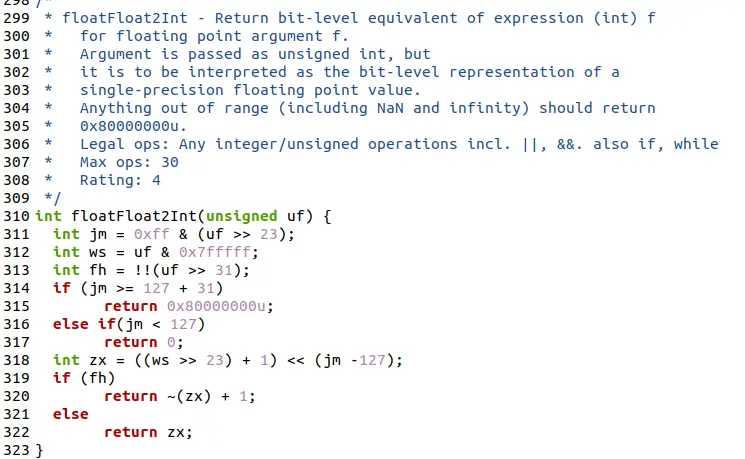 298 /*
299  * floatFloat2Int - Return bit-level equivalent of expression (int) f
300  *   for floating point argument f.
301  *   Argument is passed as unsigned int, but
302  *   it is to be interpreted as the bit-level representation of a
303  *   single-precision floating point value.
304  *   Anything out of range (including NaN and infinity) should return
305  *   0x80000000u.
306  *   Legal ops: Any integer/unsigned operations incl. ||, &&. also if, while
307  *   Max ops: 30
308  *   Rating: 4
309  */
310 int floatFloat2Int(unsigned uf) {
311   int jm = 0xff & (uf >> 23);
312   int ws = uf & 0x7fffff;
313   int fh = !!(uf >> 31);
314   if (jm >= 127 + 31)
315         return 0x80000000u;
316   else if(jm < 127)
317         return 0;
318   int zx = ((ws >> 23) + 1) << (jm -127);
319   if (fh)
320         return ~(zx) + 1;
321   else
322         return zx;
323 }